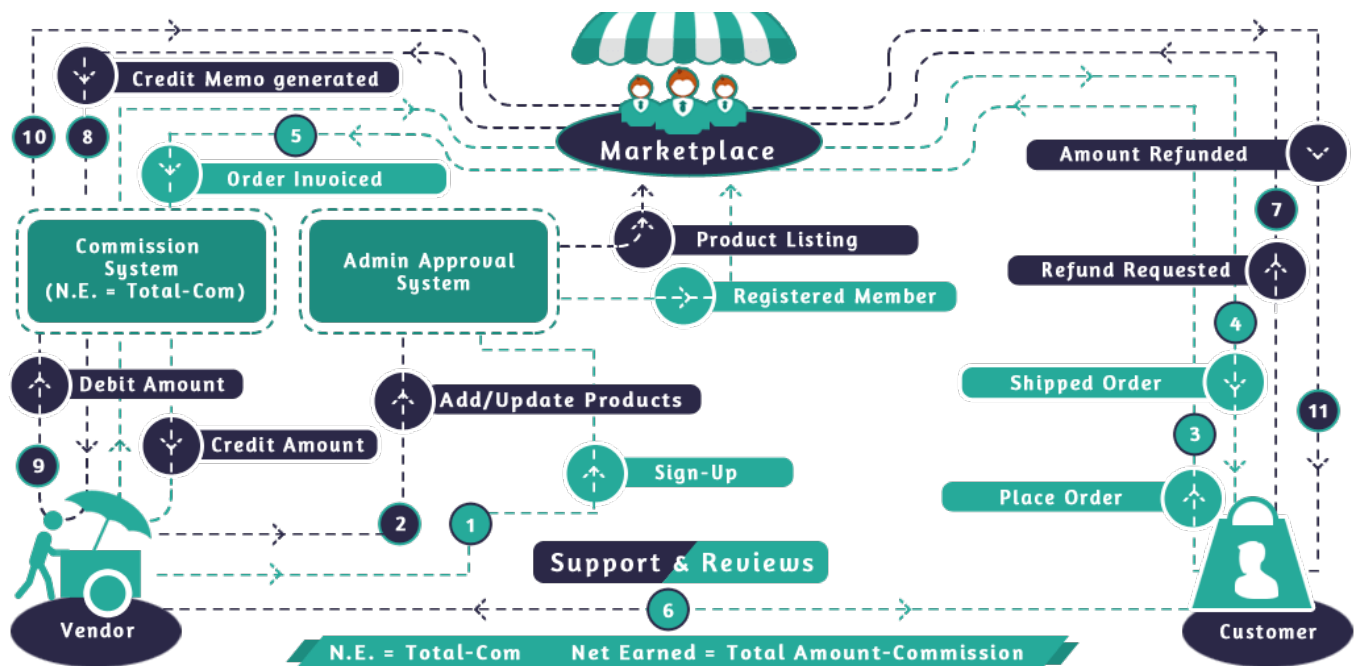 Credit Memo generated
10
8
5
Order Invoiced
Marketplace
Amount Refunded
7
Commission
System
(N.E. = Total-Com)
Admin Approval
System
Product Listing
Registered Member
Refund Requested
4
Debit Amount
Add/Update Products
Credit Amount
Shipped Order
11
3
9
Sign-Up
Place Order
2
1
Support & Reviews
6
Vendor
Customer
N.E. = Total-Com Net Earned = Total Amount-Commission